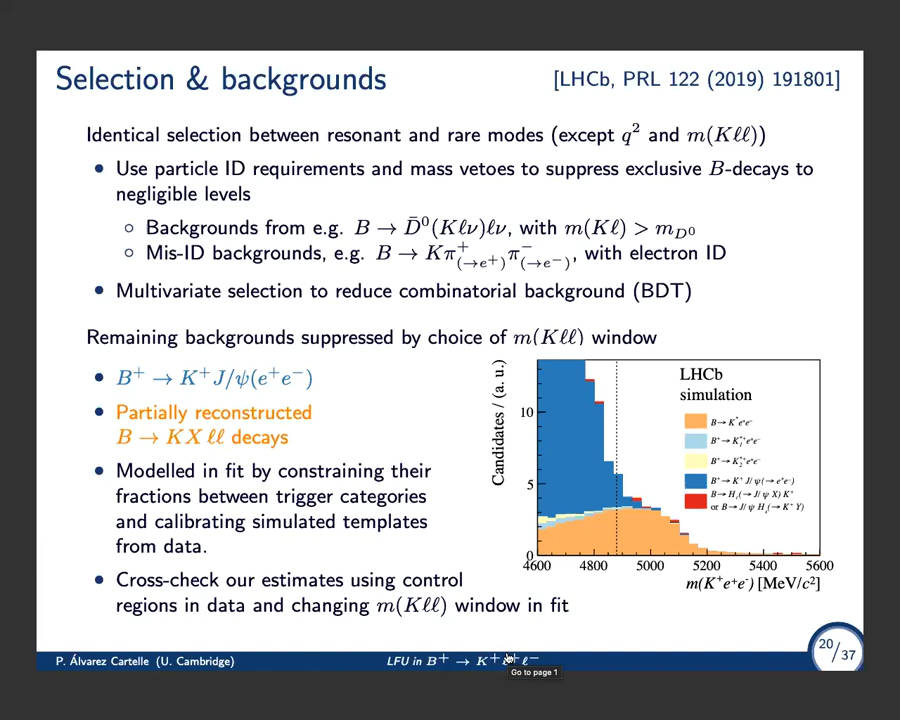 Selection & backgrounds
[LHCb, PRL 122 (2019) 191801]
Identical selection between resonant and rare modes (except q² and m(Kℓℓ))
• Use particle ID requirements and mass vetoes to suppress exclusive B-decays to
negligible levels
○ Backgrounds from e.g. B → D̄⁰(Kℓν)ℓν, with m(Kℓ) > m_{D⁰}
○ Mis-ID backgrounds, e.g. B → Kπ⁺_{(→e⁺)}π⁻_{(→e⁻)}, with electron ID
• Multivariate selection to reduce combinatorial background (BDT)
Remaining backgrounds suppressed by choice of m(Kℓℓ) window
• B⁺ → K⁺J/ψ(e⁺e⁻)
• Partially reconstructed
B → KX ℓℓ decays
• Modelled in fit by constraining their
fractions between trigger categories
and calibrating simulated templates
from data.
• Cross-check our estimates using control
regions in data and changing m(Kℓℓ) window in fit
Candidates / (a. u.)
10
5
0
LHCb
simulation
B→ K*e⁺e⁻
B⁺→ K₁⁺e⁺e⁻
B⁺→ K₂*⁺e⁺e⁻
B⁺→ K⁺ J/ψ(→ e⁺e⁻)
B→ H_s(→ J/ψ X) K⁺
or B→ J/ψ H_s(→ K⁺ Y)
4600 4800 5000 5200 5400 5600
m(K⁺e⁺e⁻) [MeV/c²]
P. Álvarez Cartelle (U. Cambridge)
LFU in B⁺ → K⁺ℓ⁺ℓ⁻
20/37
Go to page 1